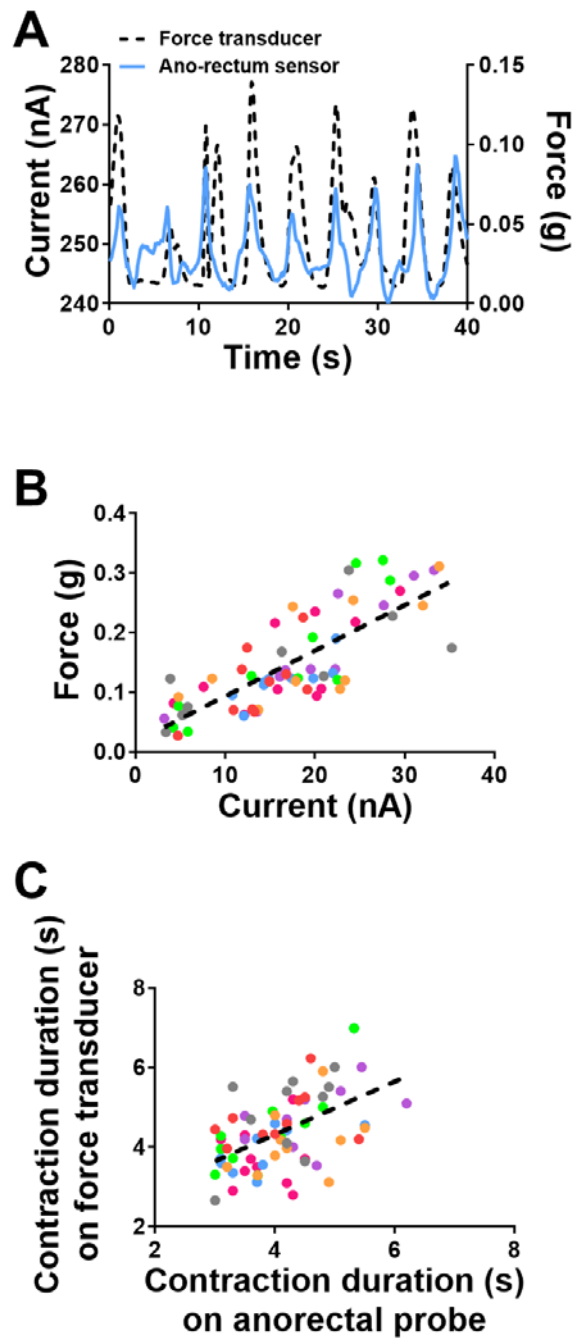 A
Force transducer
Ano-rectum sensor
280
270
260
250
240
Current (nA)
0.15
0.10
0.05
0.00
Force (g)
0
10
20
30
40
Time (s)
B
0.4
0.3
0.2
0.1
0.0
Force (g)
0
10
20
30
40
Current (nA)
C
Contraction duration (s)
on force transducer
8
6
4
2
2
4
6
8
Contraction duration (s)
on anorectal probe